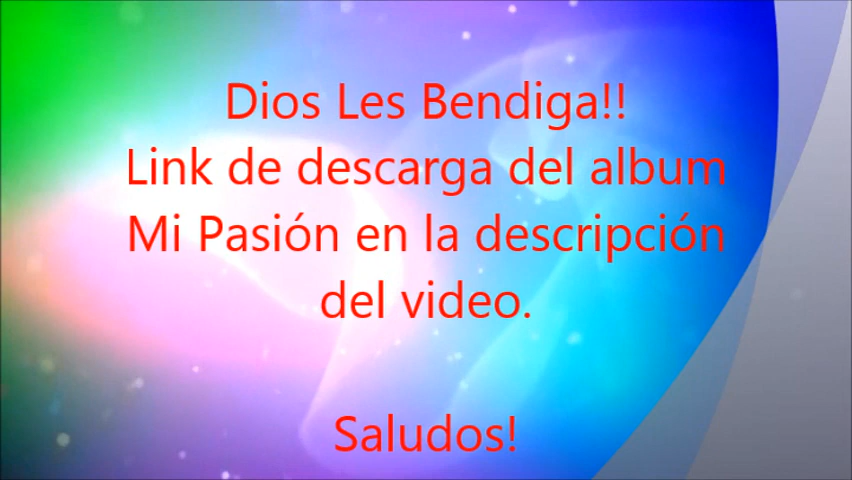 Dios Les Bendiga!!
Link de descarga del album
Mi Pasión en la descripción
del video.
Saludos!